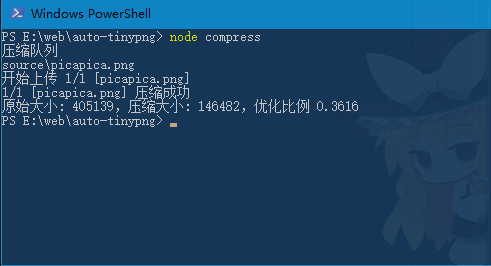 Windows PowerShell
PS E:\web\auto-tinypng> node compress
压缩队列
source\picapica.png
开始上传 1/1 [picapica.png]
1/1 [picapica.png] 压缩成功
原始大小: 405139, 压缩大小: 146482, 优化比例 0.3616
PS E:\web\auto-tinypng>